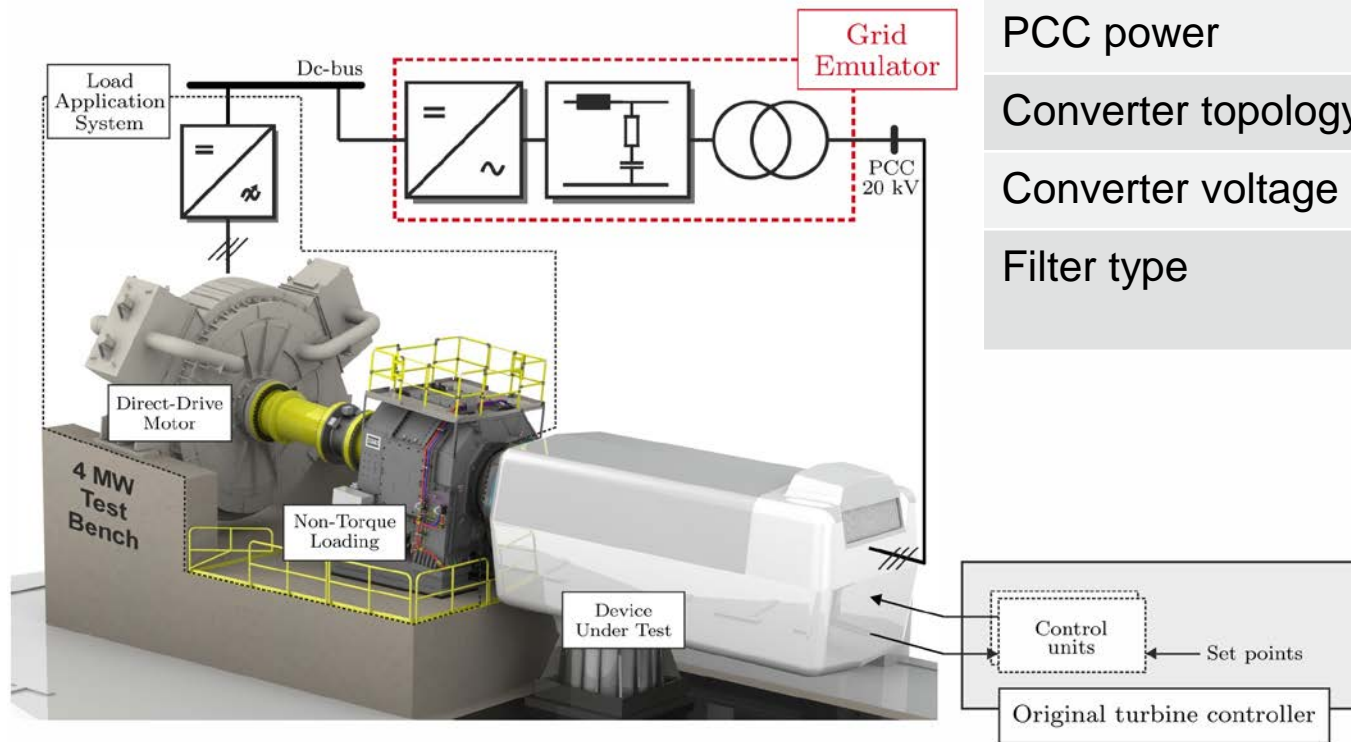 Grid
Emulator
Load
Application
System
Dc-bus
PCC
20 kV
Direct-Drive
Motor
4 MW
Test
Bench
Non-Torque
Loading
Device
Under Test
Control
units
Set points
Original turbine controller
PCC power
Converter topology
Converter voltage
Filter type